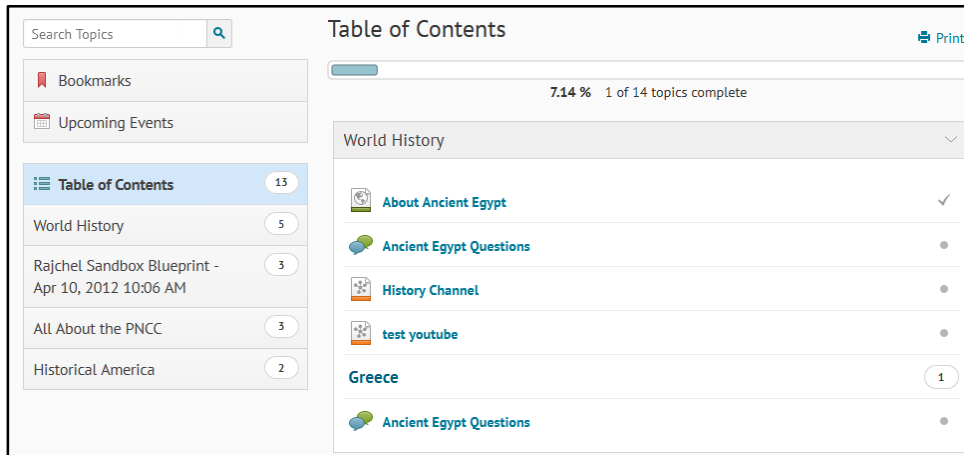 Search Topics
Bookmarks
Upcoming Events
Table of Contents 13
World History 5
Rajchel Sandbox Blueprint - 3
Apr 10, 2012 10:06 AM
All About the PNCC 3
Historical America 2
Table of Contents
Print
7.14 % 1 of 14 topics complete
World History
About Ancient Egypt
Ancient Egypt Questions
History Channel
test youtube
Greece 1
Ancient Egypt Questions